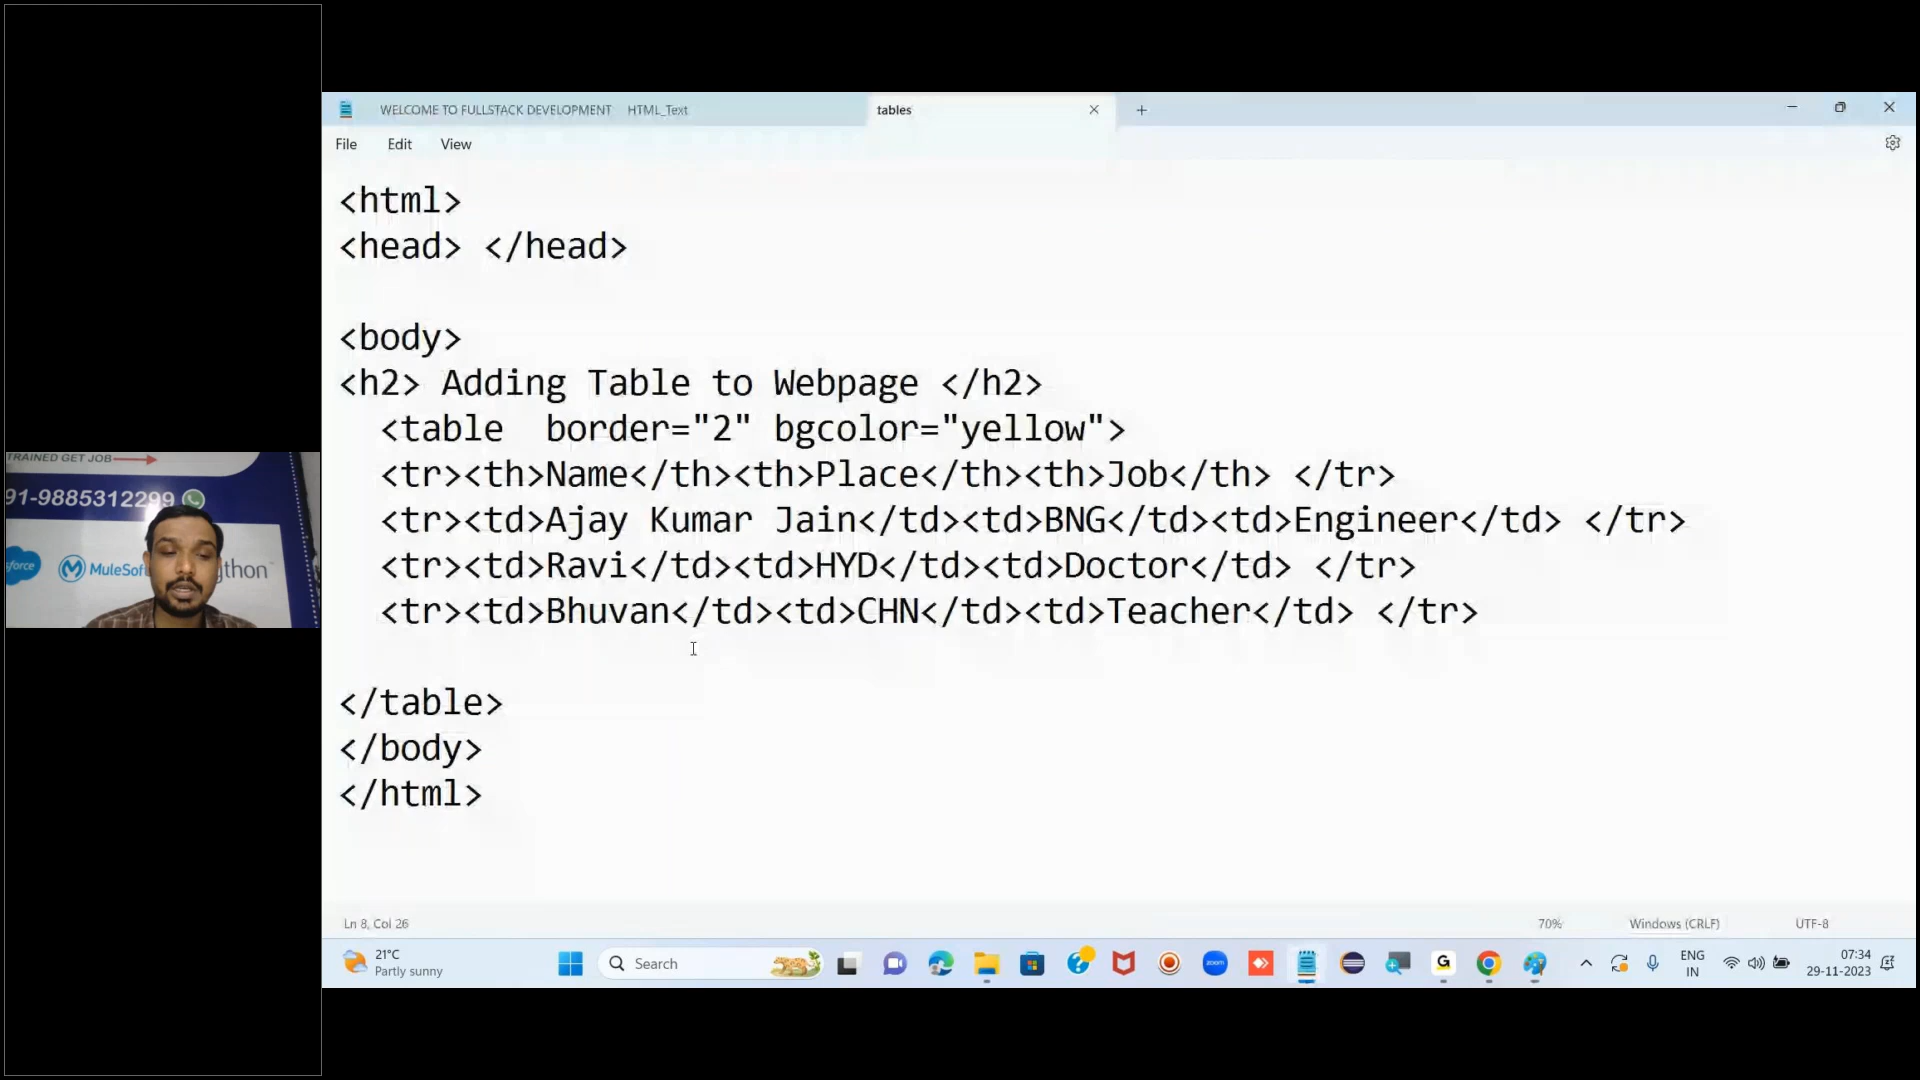 WELCOME TO FULLSTACK DEVELOPMENT HTML_Text tables
File Edit View
<html>
<head> </head>
<body>
<h2> Adding Table to Webpage </h2>
<table  border="2" bgcolor="yellow">
<tr><th>Name</th><th>Place</th><th>Job</th> </tr>
<tr><td>Ajay Kumar Jain</td><td>BNG</td><td>Engineer</td> </tr>
<tr><td>Ravi</td><td>HYD</td><td>Doctor</td> </tr>
<tr><td>Bhuvan</td><td>CHN</td><td>Teacher</td> </tr>
</table>
</body>
</html>
TRAINED GET JOB
91-9885312299
sforce MuleSof thon
Ln 8, Col 26 70% Windows (CRLF) UTF-8
21°C
Partly sunny
Search
zoom
G
ENG
IN
07:34
29-11-2023